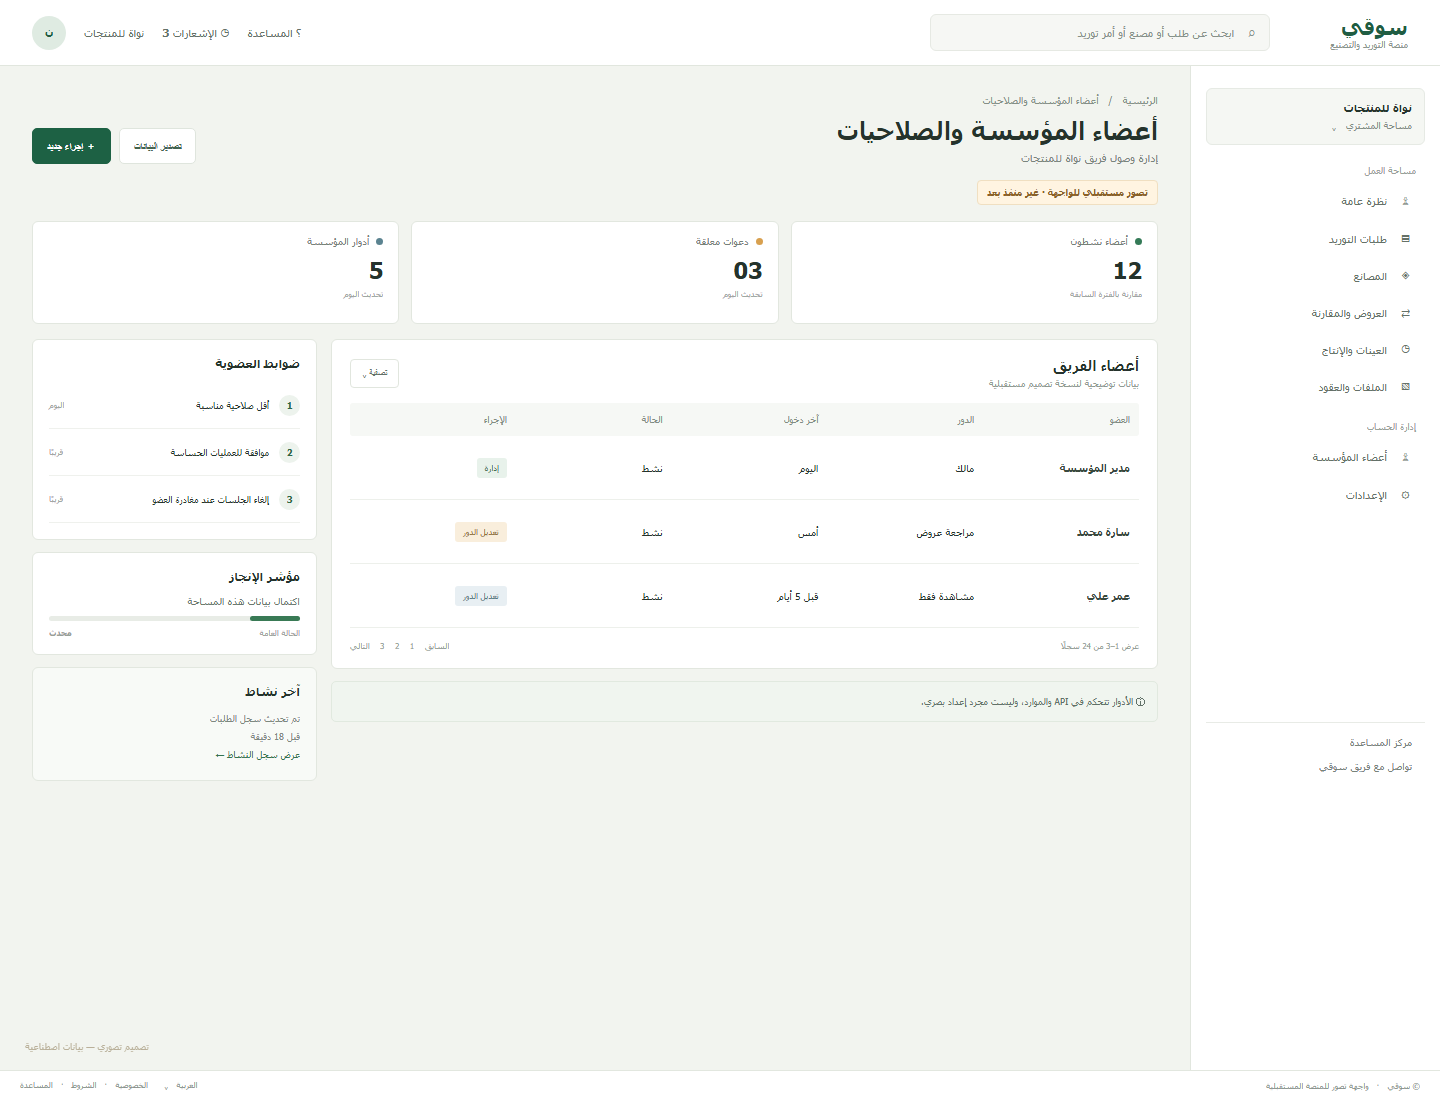 سوقي
منصة التوريد والتصنيع
ابحث عن طلب أو مصنع أو أمر توريد
؟ المساعدة
الإشعارات 3
نواة للمنتجات
ن
نواة للمنتجات
مساحة المشتري
مساحة العمل
نظرة عامة
طلبات التوريد
المصانع
العروض والمقارنة
العينات والإنتاج
الملفات والعقود
إدارة الحساب
أعضاء المؤسسة
الإعدادات
مركز المساعدة
تواصل مع فريق سوقي
الرئيسية / أعضاء المؤسسة والصلاحيات
أعضاء المؤسسة والصلاحيات
إدارة وصول فريق نواة للمنتجات
تصور مستقبلي للواجهة · غير منفذ بعد
تصدير البيانات
+ إجراء جديد
أعضاء نشطون
12
مقارنة بالفترة السابقة
دعوات معلقة
03
تحديث اليوم
أدوار المؤسسة
5
تحديث اليوم
أعضاء الفريق
بيانات توضيحية لنسخة تصميم مستقبلية
تصفية
العضو الدور آخر دخول الحالة الإجراء
مدير المؤسسة مالك اليوم نشط إدارة
سارة محمد مراجعة عروض أمس نشط تعديل الدور
عمر علي مشاهدة فقط قبل 5 أيام نشط تعديل الدور
عرض 1–3 من 24 سجلًا
السابق 1 2 3 التالي
الأدوار تتحكم في API والموارد، وليست مجرد إعداد بصري.
ضوابط العضوية
1 أقل صلاحية مناسبة اليوم
2 موافقة للعمليات الحساسة قريبًا
3 إلغاء الجلسات عند مغادرة العضو قريبًا
مؤشر الإنجاز
اكتمال بيانات هذه المساحة
الحالة العامة محدث
آخر نشاط
تم تحديث سجل الطلبات
قبل 18 دقيقة
عرض سجل النشاط ←
تصميم تصوري — بيانات اصطناعية
© سوقي · واجهة تصور للمنصة المستقبلية
العربية
الخصوصية · الشروط · المساعدة